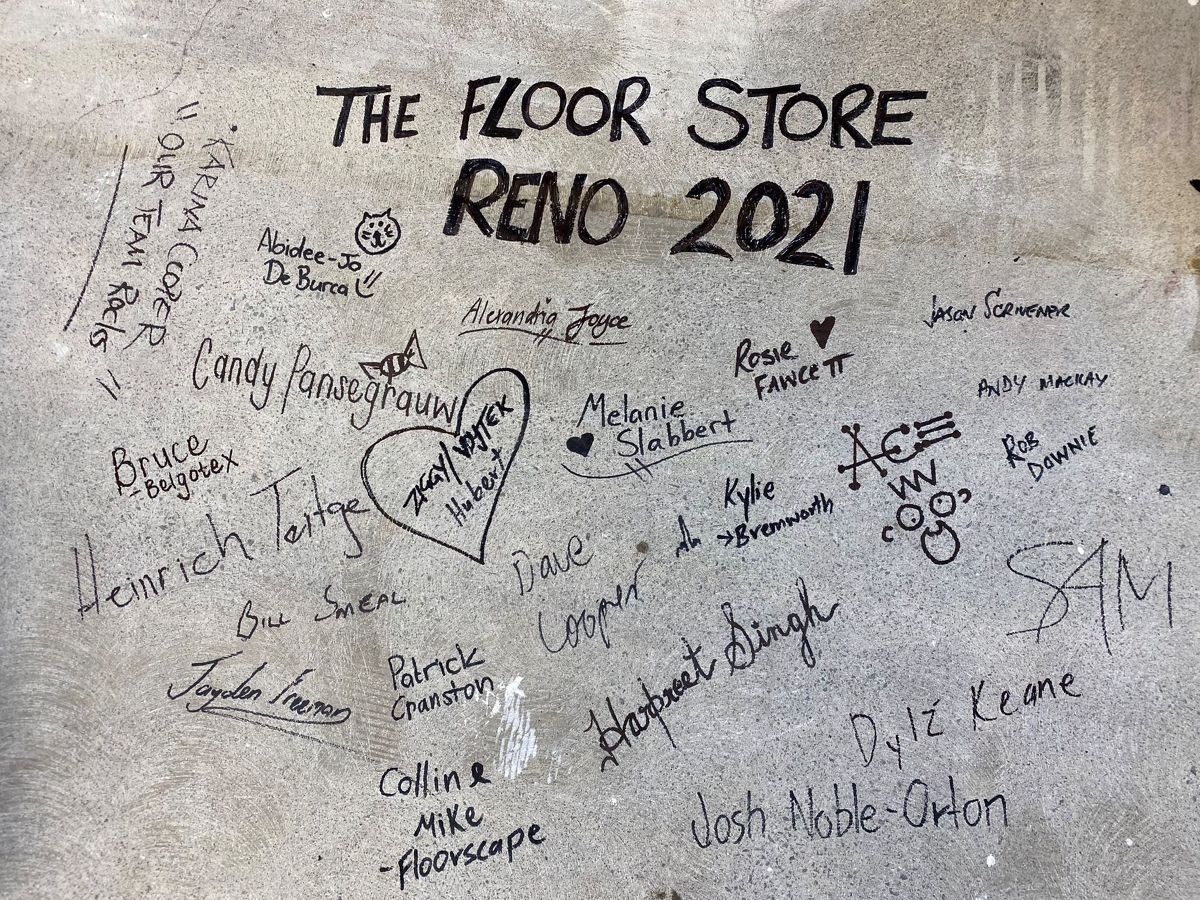 THE FLOOR STORE
RENO 2021
KARINA COOPER
"OUR TEAM Rocks"
Abidee-Jo
De Burca
Alexandria Joyce
JASON SCRIVENER
Rosie
FAWCETT
Candy Pansegrauw
ANDY MACKAY
Melanie
Slabbert
ZIGGY/VOJTEK
Hubert
ACE
ROB
DOWNIE
Bruce
-Belgotex
Kylie
→Bremworth
Heinrich Teitge
Dave
Cooper
SAM
BILL SMEAL
Harpreet Singh
Patrick
Cranston
Jayden Freeman
Keane
Collin &
Mike
-Floorscape
Josh Noble-Orton